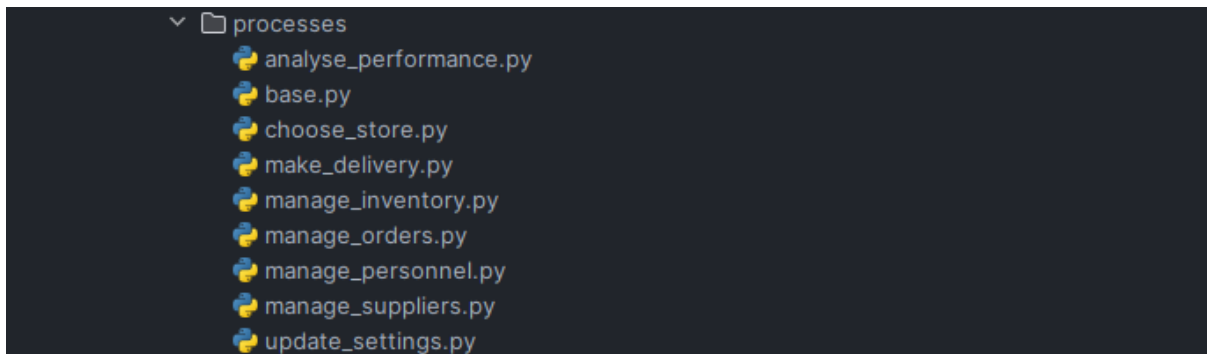 processes
analyse_performance.py
base.py
choose_store.py
make_delivery.py
manage_inventory.py
manage_orders.py
manage_personnel.py
manage_suppliers.py
update_settings.py